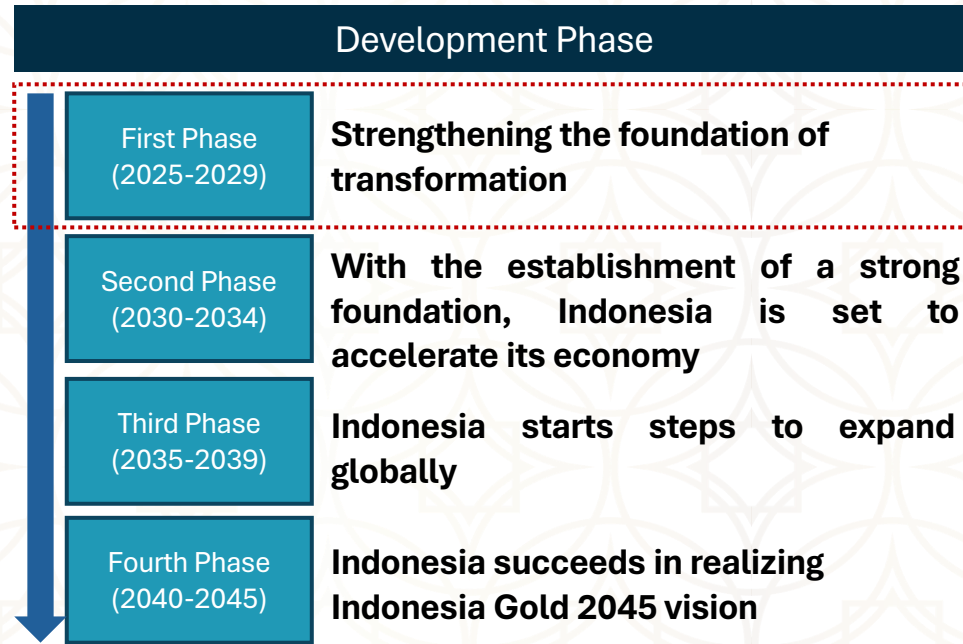 Development Phase
First Phase
(2025-2029)
Strengthening the foundation of
transformation
Second Phase
(2030-2034)
With the establishment of a strong
foundation, Indonesia is set to
accelerate its economy
Third Phase
(2035-2039)
Indonesia starts steps to expand
globally
Fourth Phase
(2040-2045)
Indonesia succeeds in realizing
Indonesia Gold 2045 vision